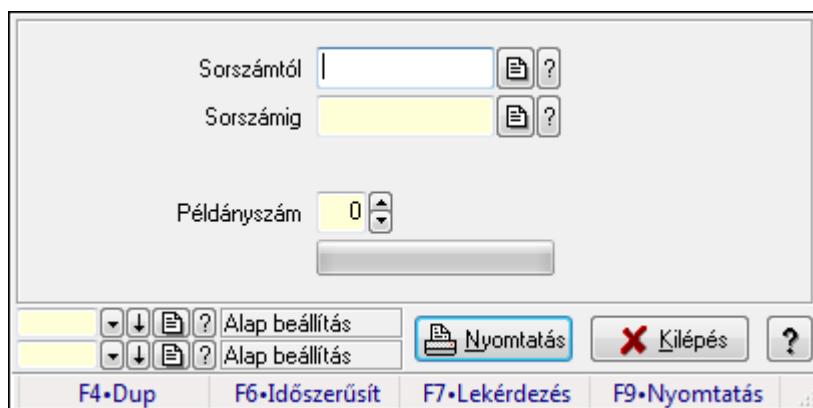 Sorszámtól ?
Sorszámig ?
Példányszám 0
? Alap beállítás
? Alap beállítás
Nyomtatás
Kilépés
?
F4•Dup F6•Időszerűsít F7•Lekérdezés F9•Nyomtatás